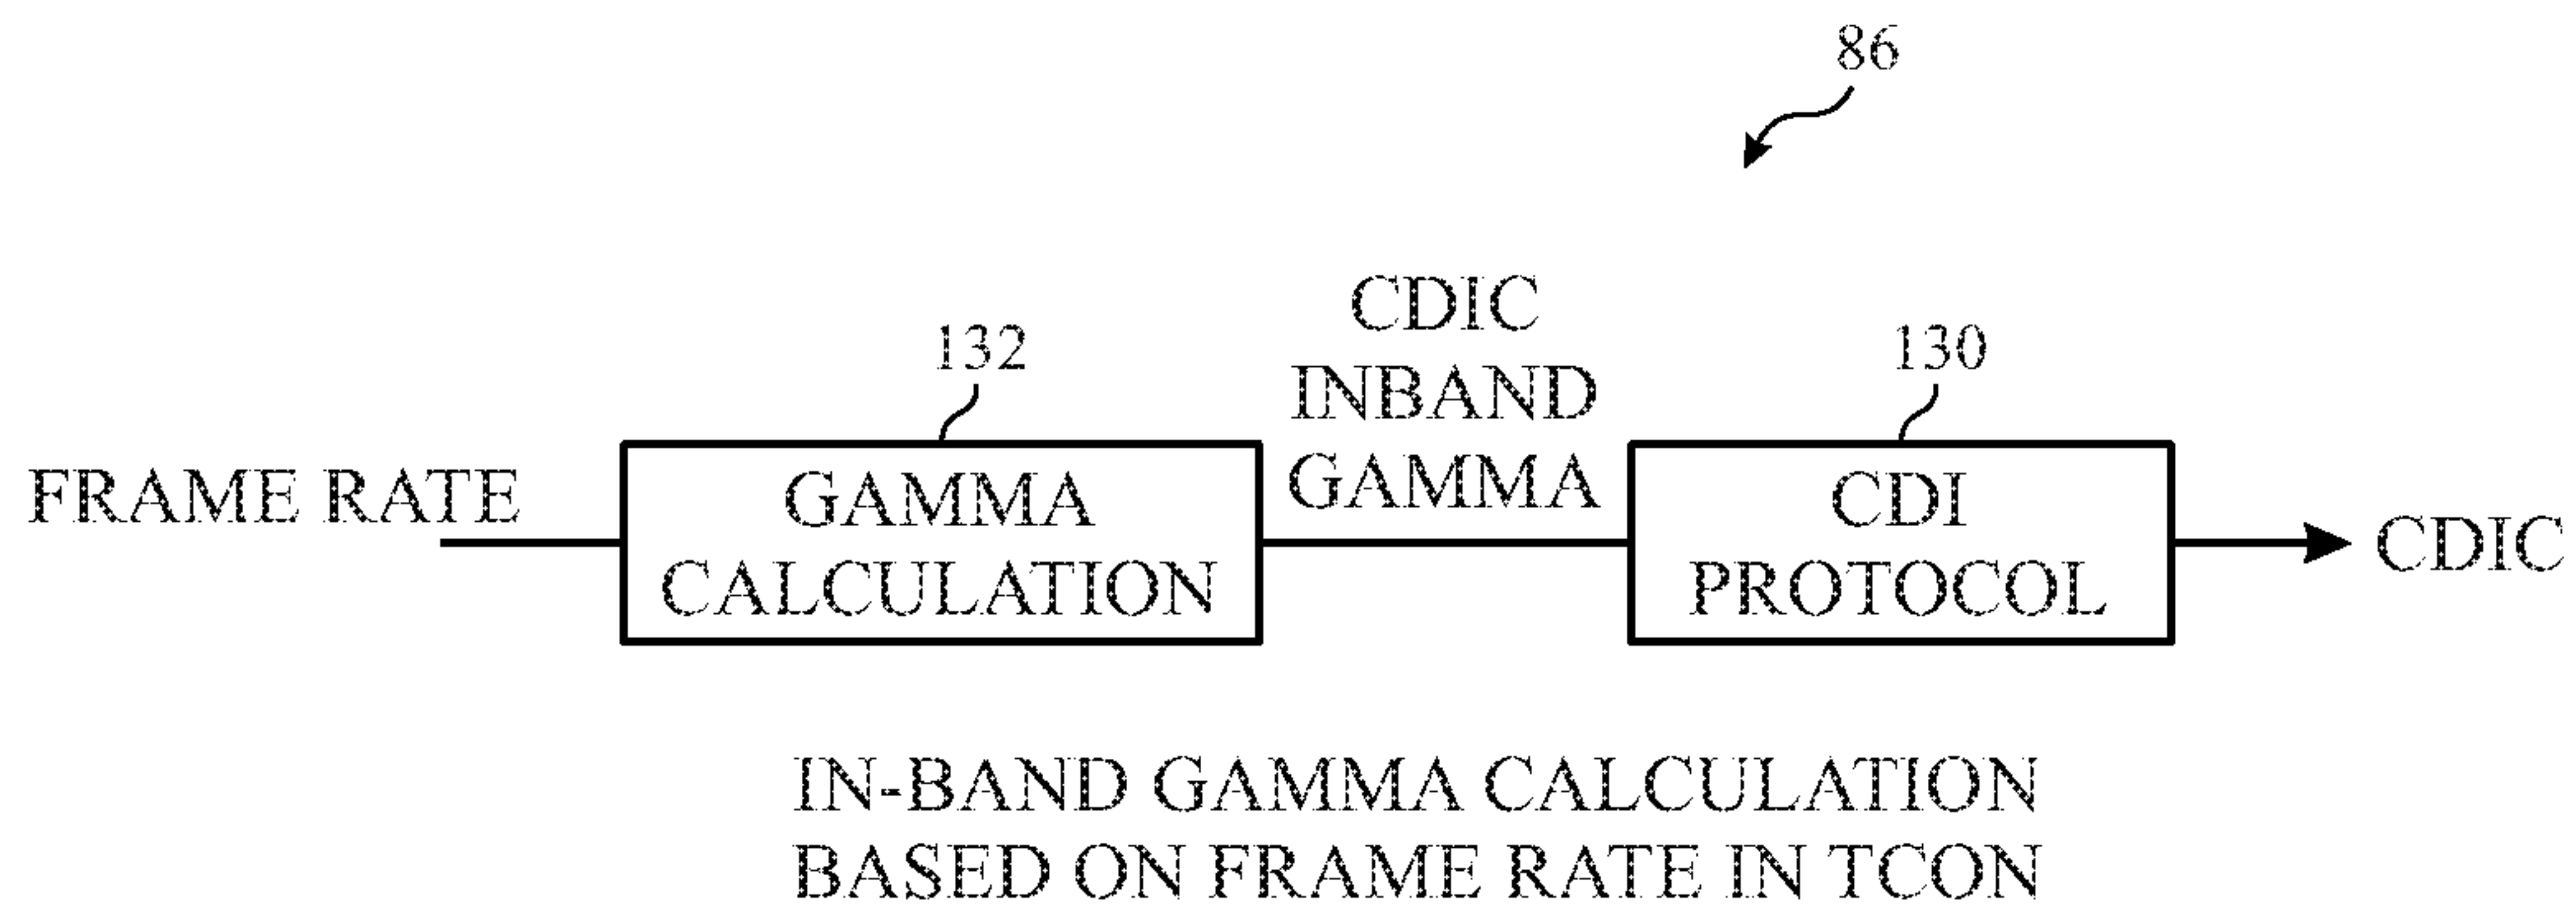 86
132
CDIC
INBAND
GAMMA
130
FRAME RATE
GAMMA
CALCULATION
CDI
PROTOCOL
CDIC
IN-BAND GAMMA CALCULATION
BASED ON FRAME RATE IN TCON